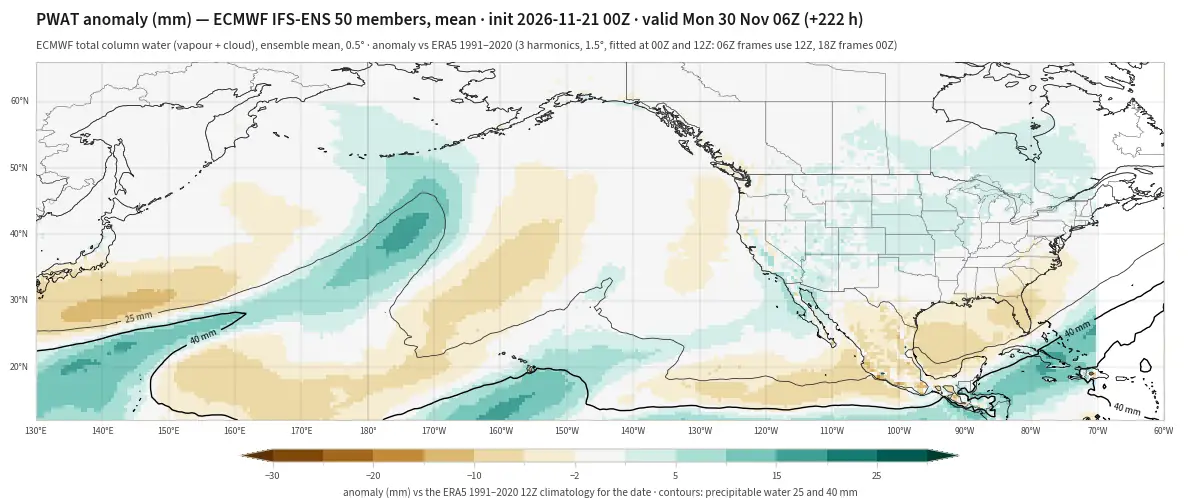 PWAT anomaly (mm) — ECMWF IFS-ENS 50 members, mean · init 2026-11-21 00Z · valid Mon 30 Nov 06Z (+222 h)
ECMWF total column water (vapour + cloud), ensemble mean, 0.5° · anomaly vs ERA5 1991–2020 (3 harmonics, 1.5°, fitted at 00Z and 12Z: 06Z frames use 12Z, 18Z frames 00Z)
60°N
50°N
40°N
30°N
20°N
25 mm
40 mm
40 mm
40 mm
130°E 140°E 150°E 160°E 170°E 180° 170°W 160°W 150°W 140°W 130°W 120°W 110°W 100°W 90°W 80°W 70°W 60°W
−30 −20 −10 −2 5 15 25
anomaly (mm) vs the ERA5 1991–2020 12Z climatology for the date · contours: precipitable water 25 and 40 mm